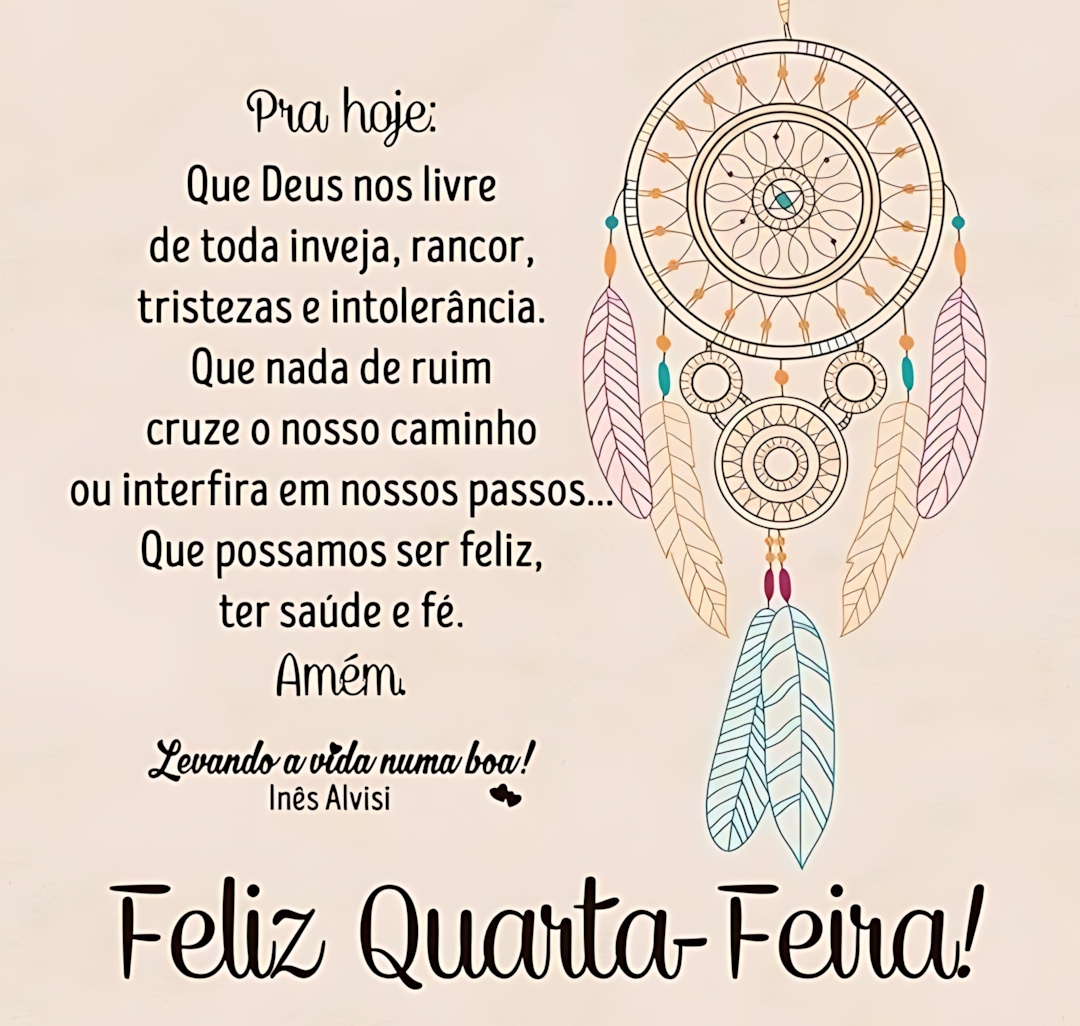 Pra hoje:
Que Deus nos livre
de toda inveja, rancor,
tristezas e intolerância.
Que nada de ruim
cruze o nosso caminho
ou interfira em nossos passos...
Que possamos ser feliz,
ter saúde e fé.
Amém.
Levando a vida numa boa!
Inês Alvisi
Feliz Quarta-Feira!